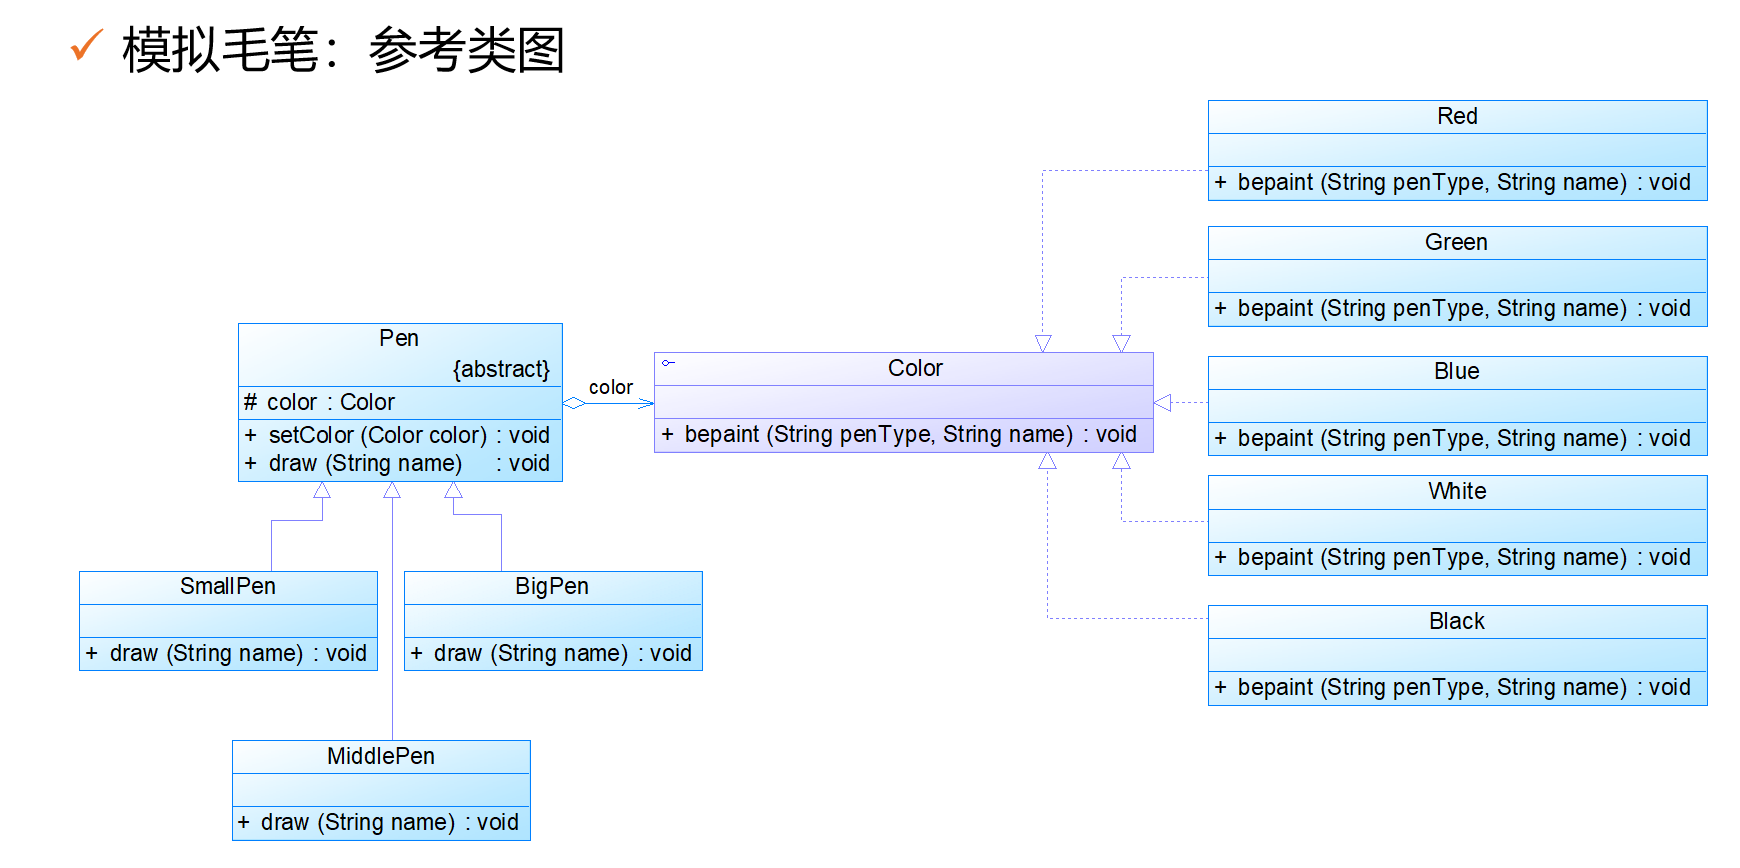 模拟毛笔：参考类图
Pen
{abstract}
# color : Color
+ setColor (Color color) : void
+ draw (String name) : void
color
Color
+ bepaint (String penType, String name) : void
Red
+ bepaint (String penType, String name) : void
Green
+ bepaint (String penType, String name) : void
Blue
+ bepaint (String penType, String name) : void
White
+ bepaint (String penType, String name) : void
Black
+ bepaint (String penType, String name) : void
SmallPen
+ draw (String name) : void
BigPen
+ draw (String name) : void
MiddlePen
+ draw (String name) : void